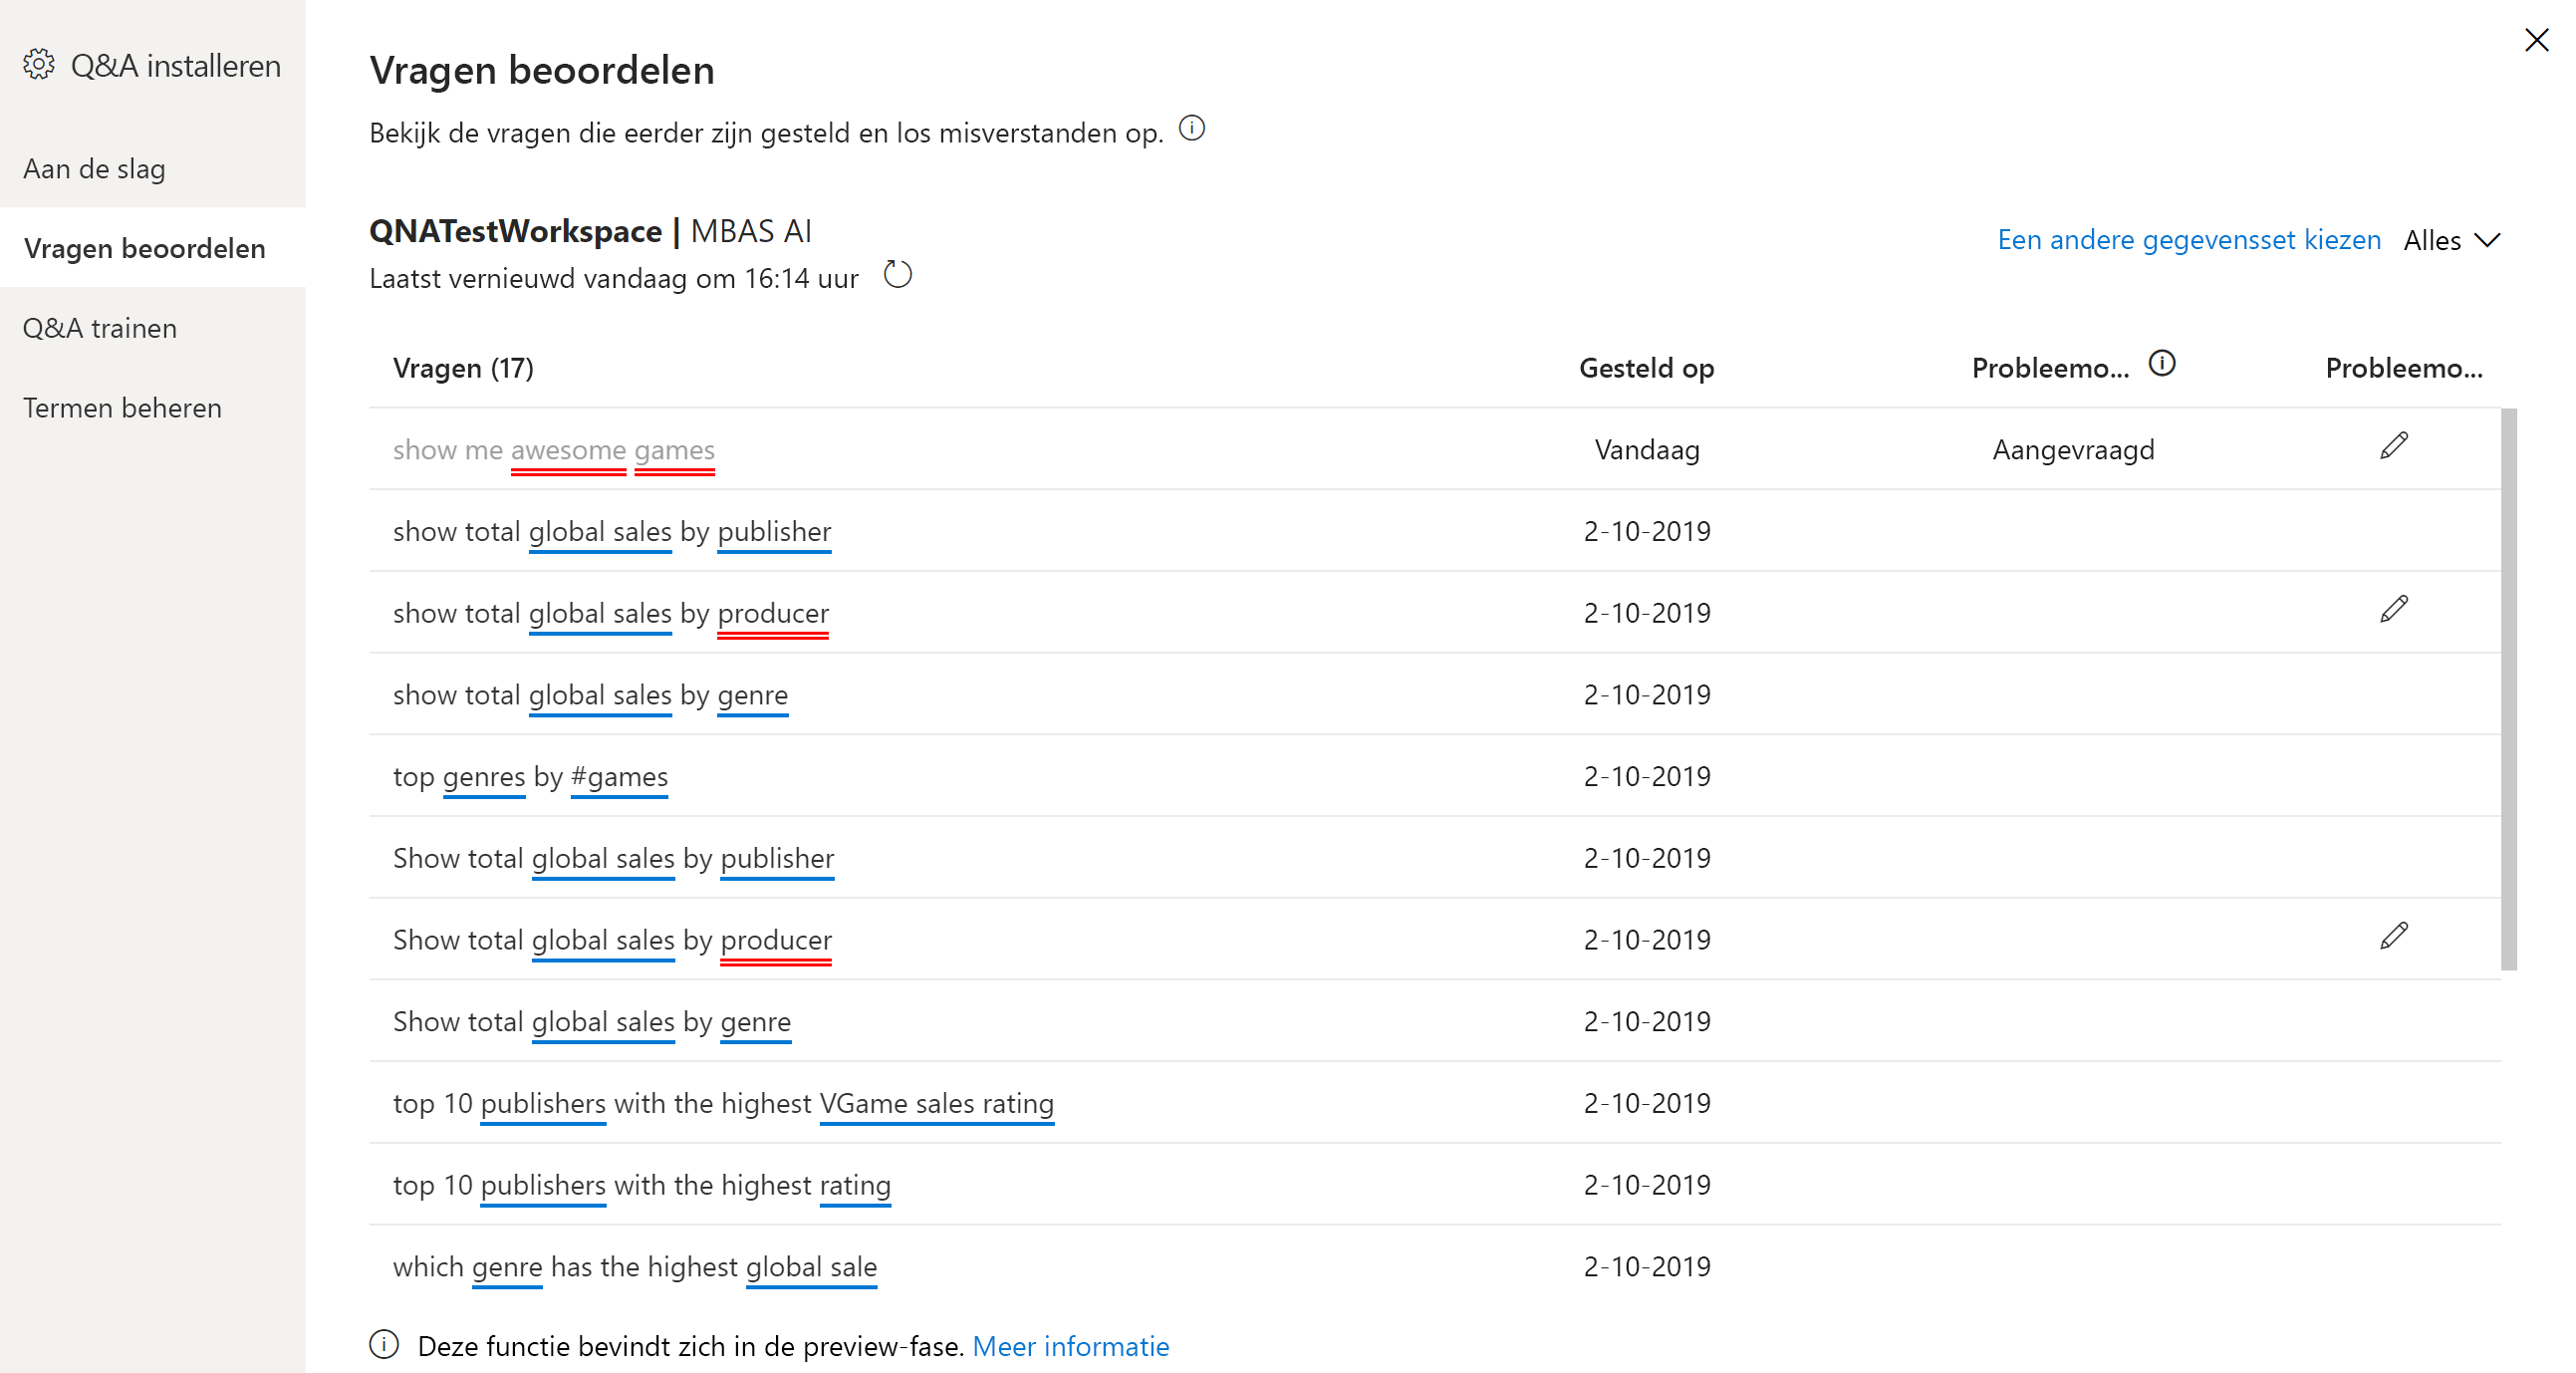 Q&A installeren
Aan de slag
Vragen beoordelen
Q&A trainen
Termen beheren
Vragen beoordelen
Bekijk de vragen die eerder zijn gesteld en los misverstanden op.
QNATestWorkspace | MBAS AI
Laatst vernieuwd vandaag om 16:14 uur
Een andere gegevensset kiezen Alles
Vragen (17) Gesteld op Probleemo... Probleemo...
show me awesome games Vandaag Aangevraagd
show total global sales by publisher 2-10-2019
show total global sales by producer 2-10-2019
show total global sales by genre 2-10-2019
top genres by #games 2-10-2019
Show total global sales by publisher 2-10-2019
Show total global sales by producer 2-10-2019
Show total global sales by genre 2-10-2019
top 10 publishers with the highest VGame sales rating 2-10-2019
top 10 publishers with the highest rating 2-10-2019
which genre has the highest global sale 2-10-2019
Deze functie bevindt zich in de preview-fase. Meer informatie